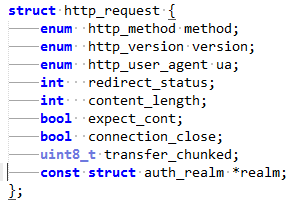 struct http_request {
enum http_method method;
enum http_version version;
enum http_user_agent ua;
int redirect_status;
int content_length;
bool expect_cont;
bool connection_close;
uint8_t transfer_chunked;
const struct auth_realm *realm;
};